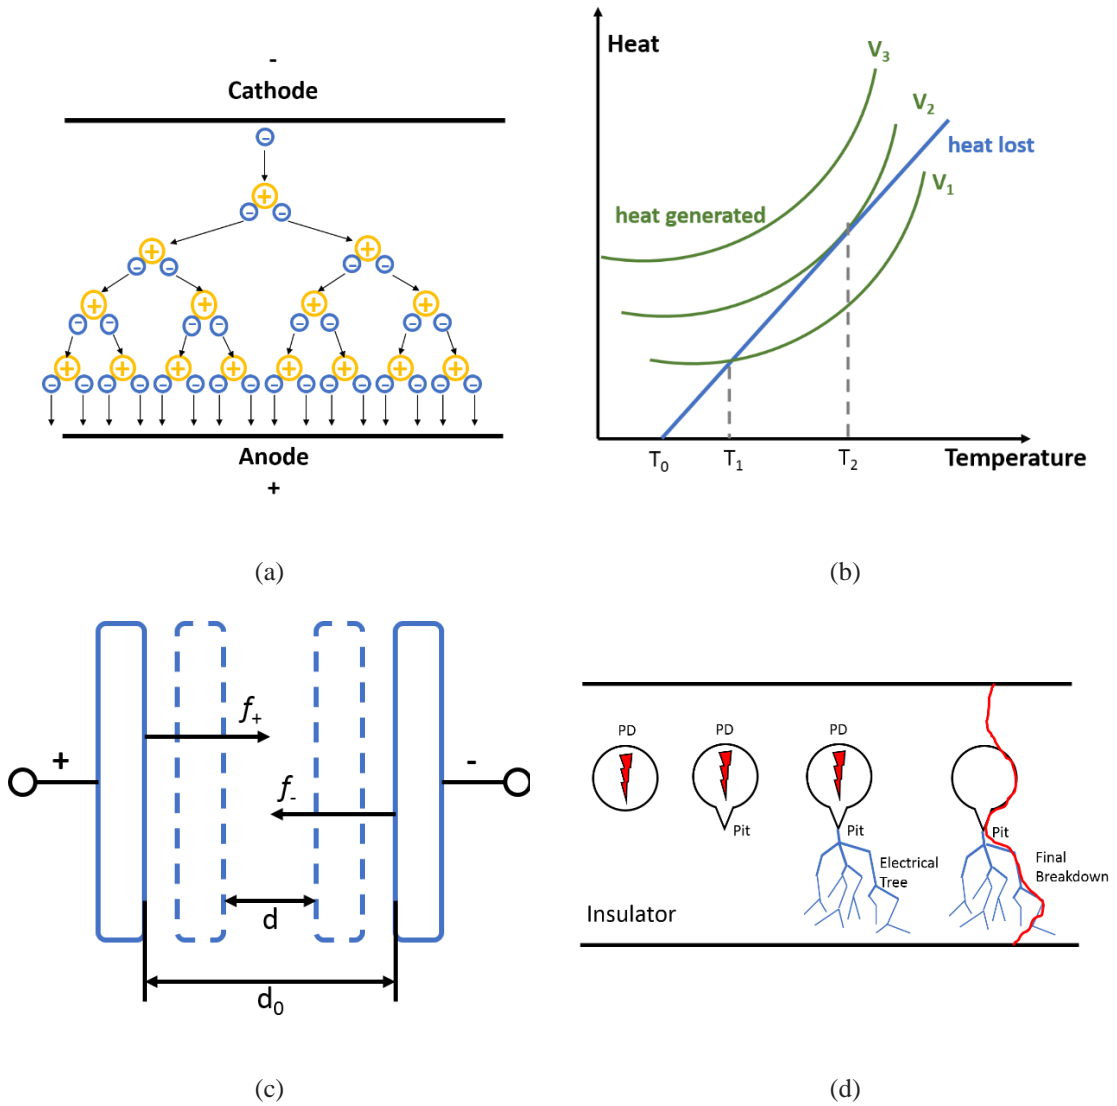 -
Cathode
Anode
+
(a)
Heat
V3
V2
heat lost
V1
heat generated
T0
T1
T2
Temperature
(b)
+
f+
-
f-
d
d0
(c)
PD
PD
PD
Pit
Pit
Pit
Electrical
Tree
Final
Breakdown
Insulator
(d)